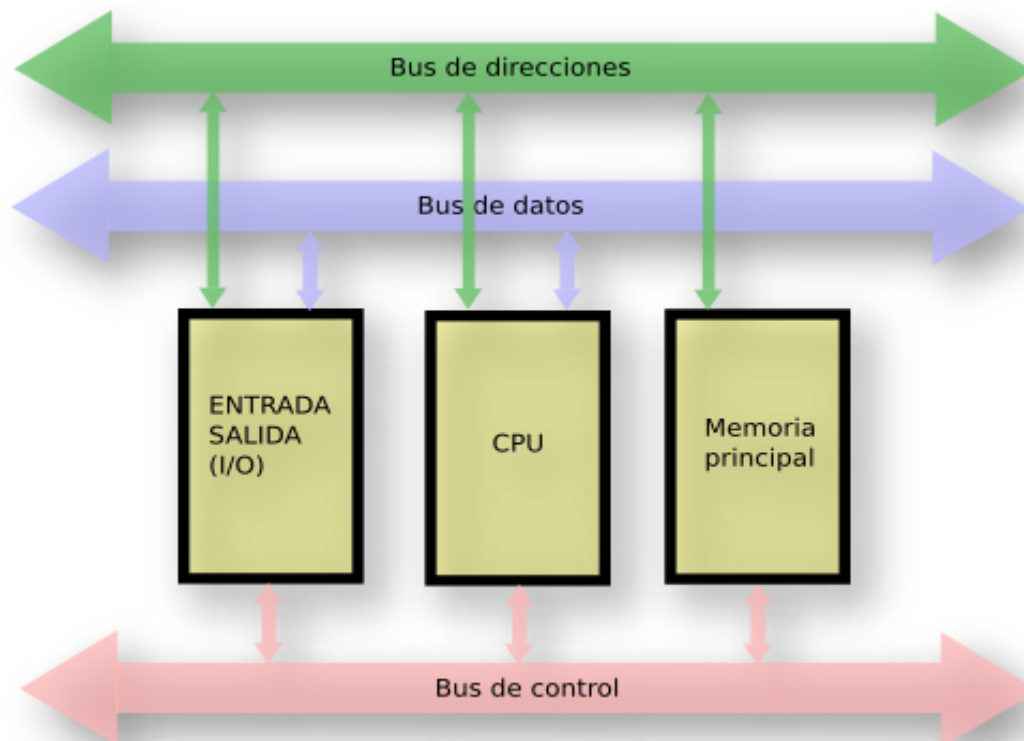 Bus de direcciones
Bus de datos
ENTRADA
SALIDA
(I/O)
CPU
Memoria
principal
Bus de control